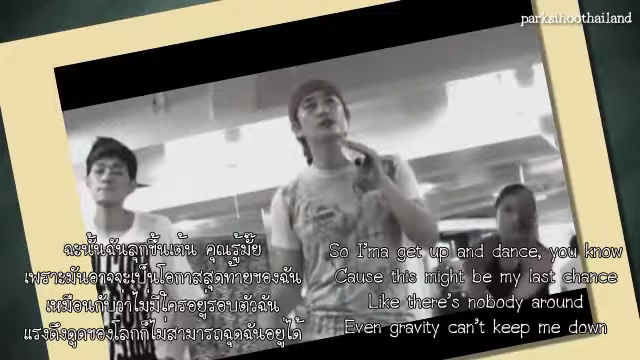 parksihoothailand
ฉะนั้นฉันลุกขึ้นเต้น คุณรู้มั๊ย
เพราะมันอาจจะเป็นโอกาสสุดท้ายของฉัน
เหมือนกับว่าไม่มีใครอยู่รอบตัวฉัน
แรงดึงดูดของโลกก็ไม่สามารถฉุดฉันอยู่ได้
So I'ma get up and dance, you know
Cause this might be my last chance
Like there's nobody around
Even gravity can't keep me down